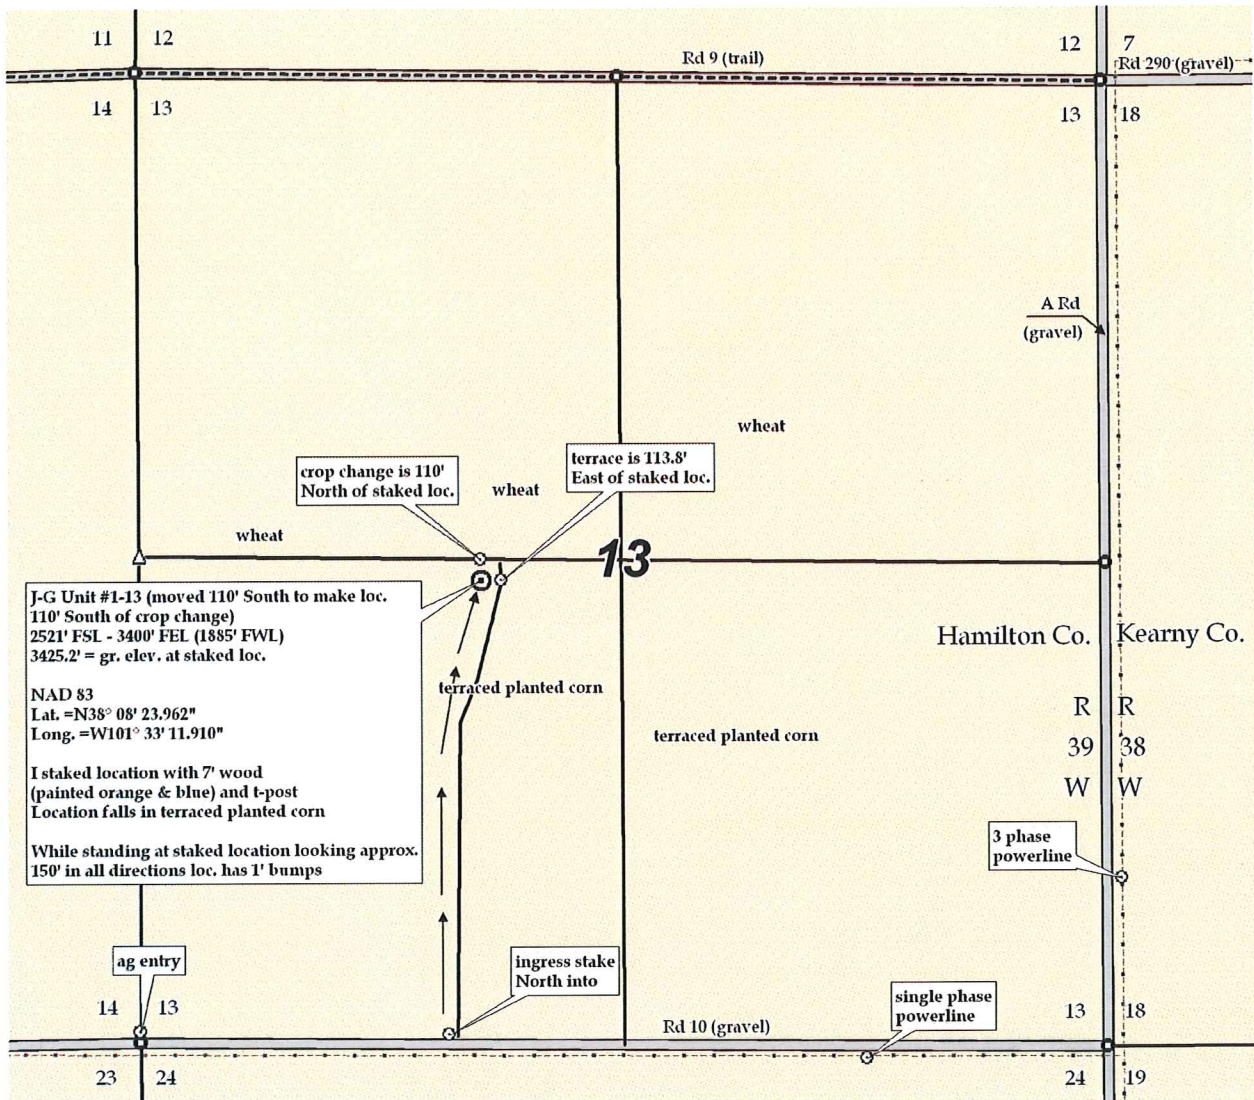 11 12
12 7
Rd 9 (trail)
Rd 290 (gravel)
14 13
13 18
A Rd
(gravel)
wheat
crop change is 110'
North of staked loc.
terrace is 113.8'
East of staked loc.
wheat
wheat
13
J-G Unit #1-13 (moved 110' South to make loc.
110' South of crop change)
2521' FSL - 3400' FEL (1885' FWL)
3425.2' = gr. elev. at staked loc.
NAD 83
Lat. =N38° 08' 23.962"
Long. =W101° 33' 11.910"
I staked location with 7' wood
(painted orange & blue) and t-post
Location falls in terraced planted corn
While standing at staked location looking approx.
150' in all directions loc. has 1' bumps
Hamilton Co.
Kearny Co.
terraced planted corn
terraced planted corn
R R
39 38
W W
3 phase
powerline
ag entry
ingress stake
North into
single phase
powerline
14 13
13 18
Rd 10 (gravel)
23 24
24 19